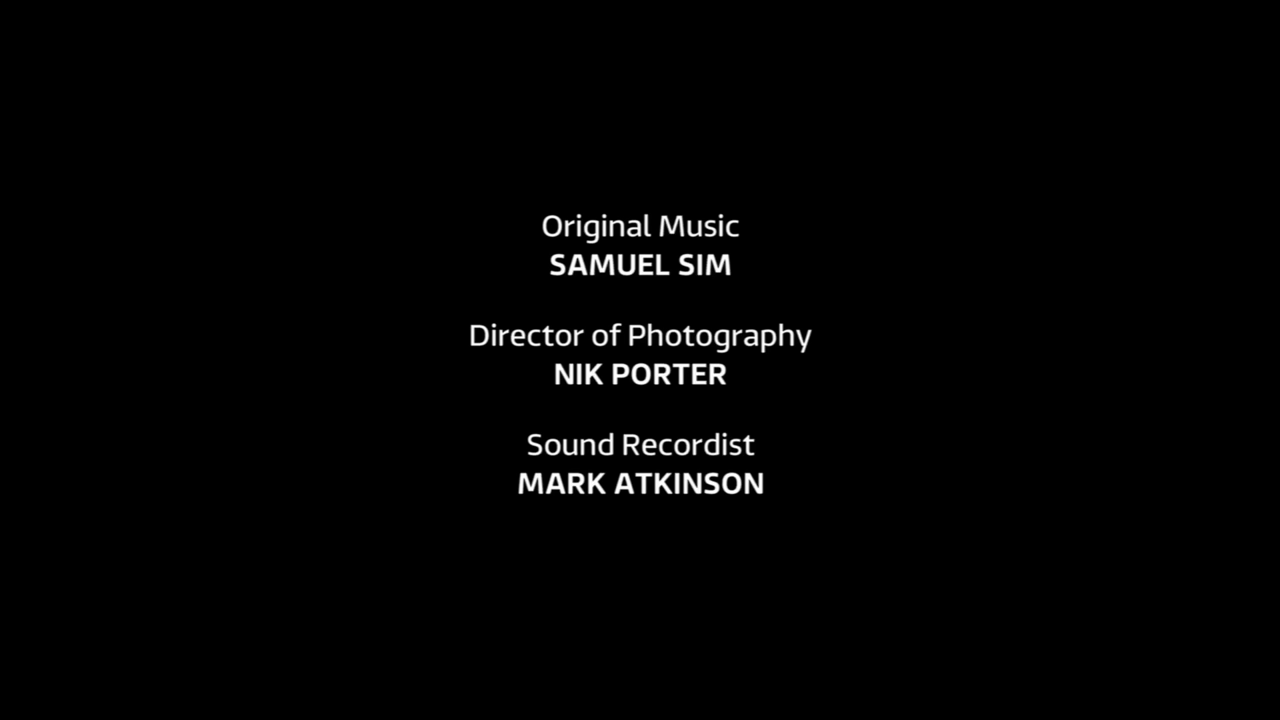 Original Music
SAMUEL SIM
Director of Photography
NIK PORTER
Sound Recordist
MARK ATKINSON